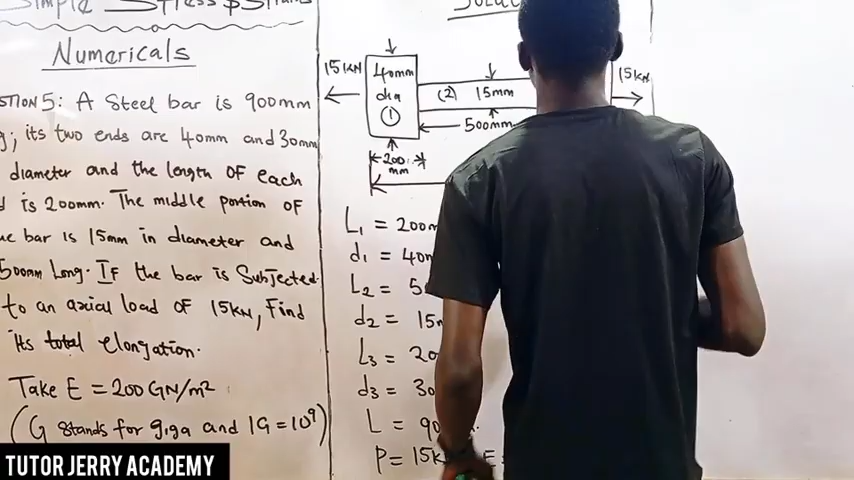 Simple Stress & Strain
Numericals
STION 5: A Steel bar is 900mm
g; its two ends are 40mm and 30mm
diameter and the length of each
d is 200mm. The middle portion of
he bar is 15mm in diameter and
500mm Long. If the bar is Subjected
to an axial load of 15kN, Find
Its total elongation.
Take E = 200 GN/m²
(G stands for giga and 1G = 10⁹)
TUTOR JERRY ACADEMY
15kN
40mm
dia
1
(2) 15mm
15kN
500mm
200
mm
L₁ = 200m
d₁ = 40m
L₂ = 5
d₂ = 15m
L₃ = 20
d₃ = 30
L = 90
P = 15k E =